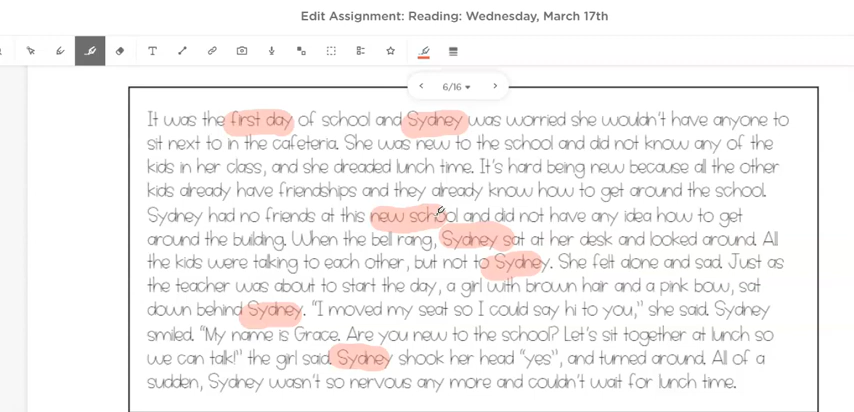 Edit Assignment: Reading: Wednesday, March 17th
T
6/16
It was the first day of school and Sydney was worried she wouldn't have anyone to
sit next to in the cafeteria. She was new to the school and did not know any of the
kids in her class, and she dreaded lunch time. It's hard being new because all the other
kids already have friendships and they already know how to get around the school.
Sydney had no friends at this new school and did not have any idea how to get
around the building. When the bell rang, Sydney sat at her desk and looked around. All
the kids were talking to each other, but not to Sydney. She felt alone and sad. Just as
the teacher was about to start the day, a girl with brown hair and a pink bow, sat
down behind Sydney. "I moved my seat so I could say hi to you," she said. Sydney
smiled. "My name is Grace. Are you new to the school? Let's sit together at lunch so
we can talk!" the girl said. Sydney shook her head "yes", and turned around. All of a
sudden, Sydney wasn't so nervous any more and couldn't wait for lunch time.